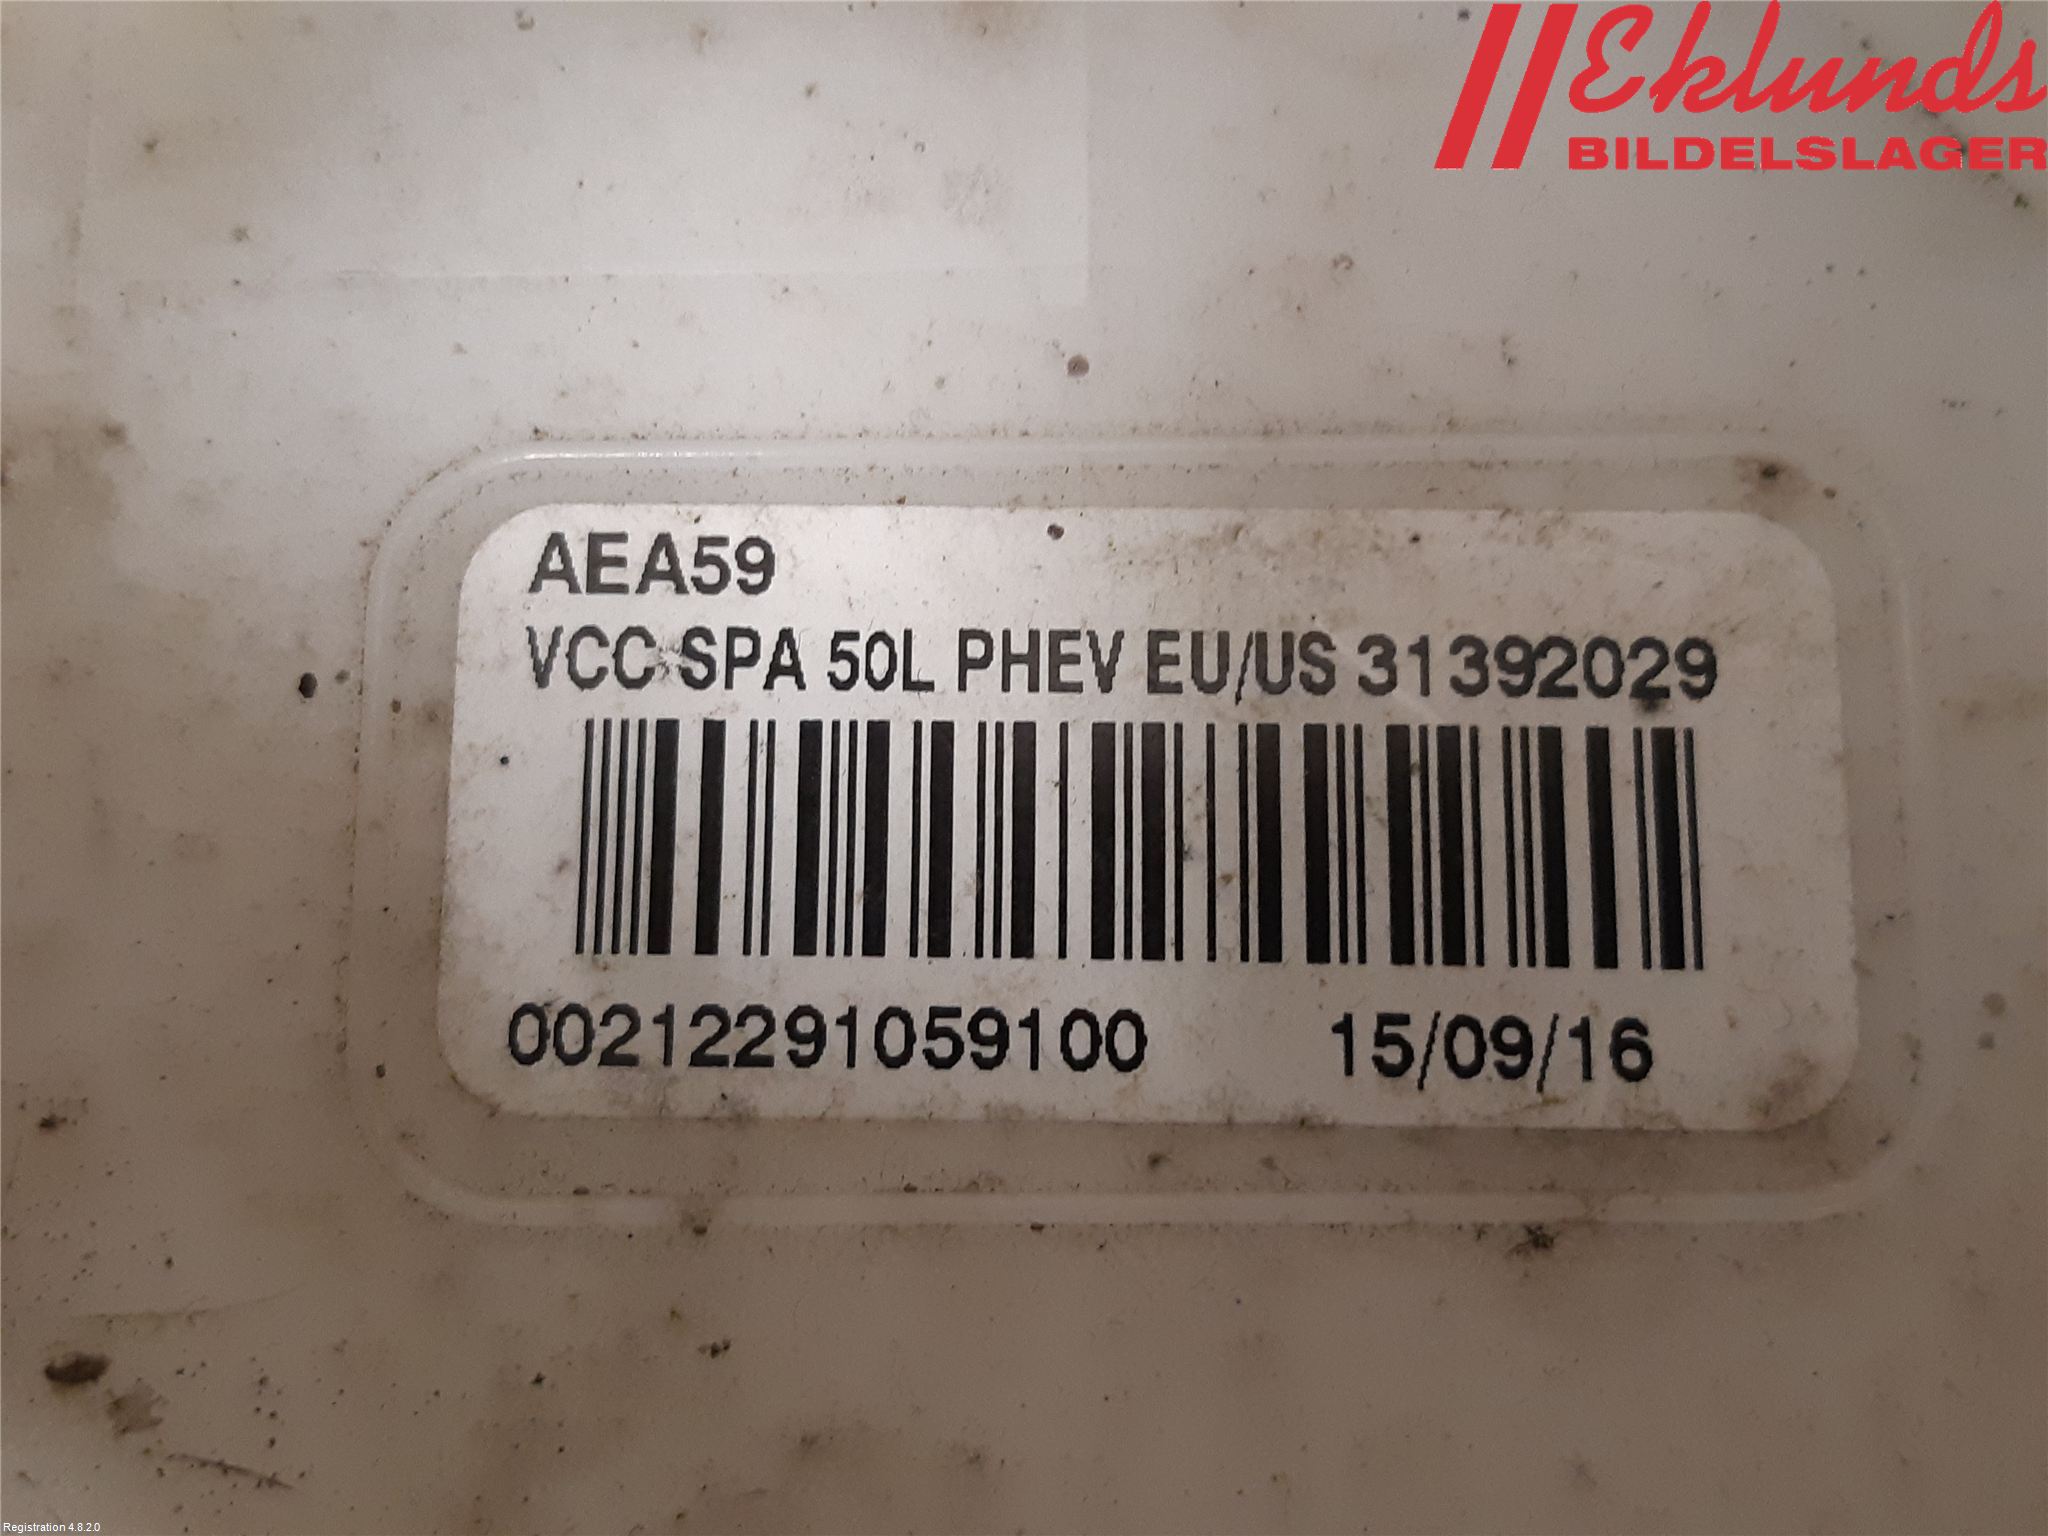 Eklunds
BILDELSLAGER
AEA59
VCC SPA 50L PHEV EU/US 31392029
00212291059100 15/09/16
Registration 4.8.2.0